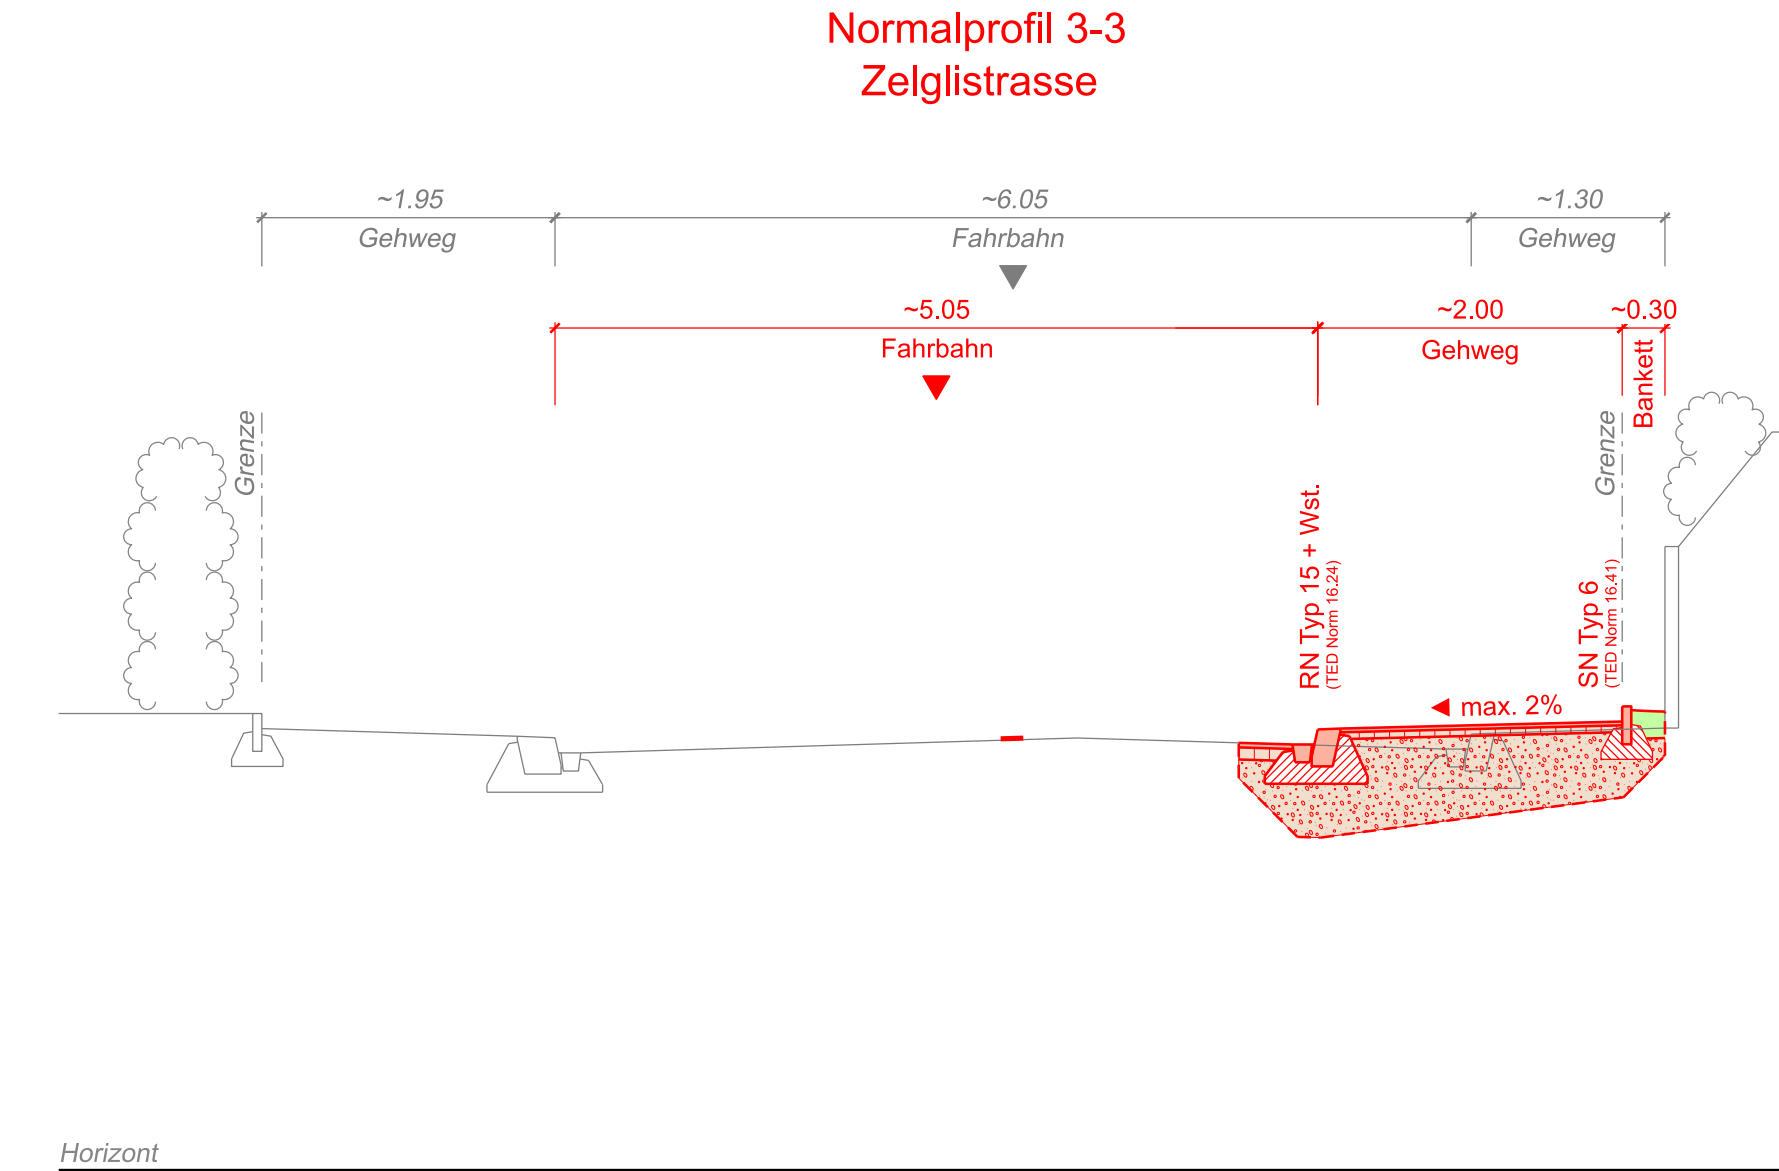 Normalprofil 3-3
Zelglistrasse
~1.95
~6.05
~1.30
Gehweg
Fahrbahn
Gehweg
~5.05
~2.00
~0.30
Fahrbahn
Gehweg
Bankett
Grenze
Grenze
RN Typ 15 + Wst.
(TED Norm 16.24)
SN Typ 6
(TED Norm 16.41)
max. 2%
Horizont